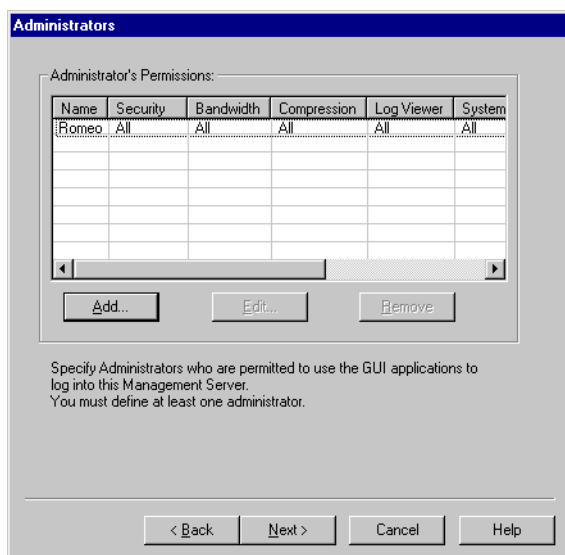 Administrators
Administrator's Permissions:
Name Security Bandwidth Compression Log Viewer System
Romeo All All All All All
Add... Edit... Remove
Specify Administrators who are permitted to use the GUI applications to
log into this Management Server.
You must define at least one administrator.
< Back Next > Cancel Help